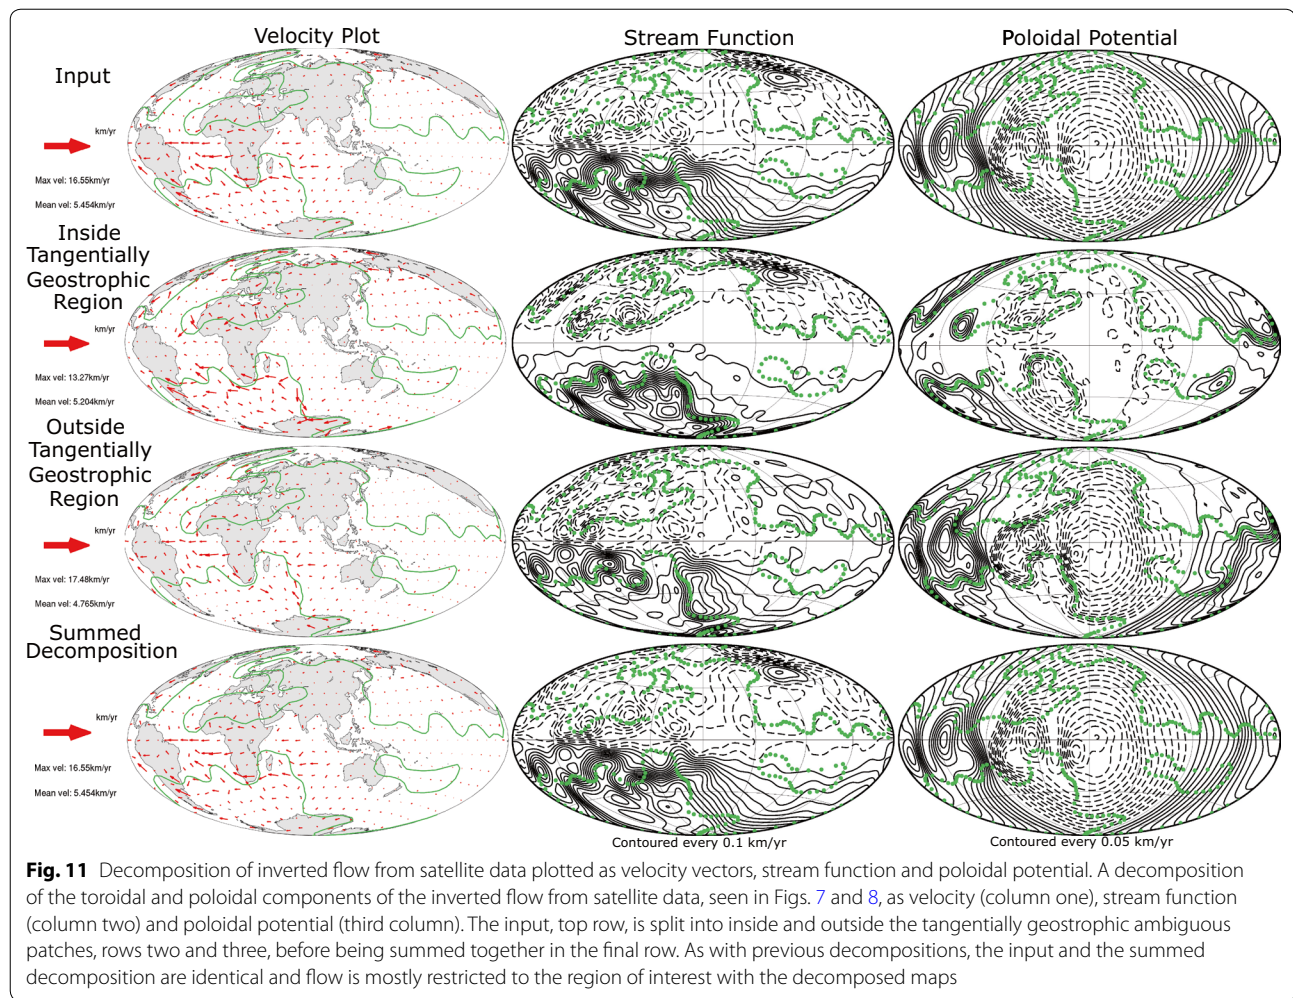 Velocity Plot
Stream Function
Poloidal Potential
Input
km/yr
Max vel: 16.55km/yr
Mean vel: 5.454km/yr
Inside
Tangentially
Geostrophic
Region
km/yr
Max vel: 13.27km/yr
Mean vel: 5.204km/yr
Outside
Tangentially
Geostrophic
Region
km/yr
Max vel: 17.48km/yr
Mean vel: 4.765km/yr
Summed
Decomposition
km/yr
Max vel: 16.55km/yr
Mean vel: 5.454km/yr
Contoured every 0.1 km/yr
Contoured every 0.05 km/yr
Fig. 11 Decomposition of inverted flow from satellite data plotted as velocity vectors, stream function and poloidal potential. A decomposition
of the toroidal and poloidal components of the inverted flow from satellite data, seen in Figs. 7 and 8, as velocity (column one), stream function
(column two) and poloidal potential (third column). The input, top row, is split into inside and outside the tangentially geostrophic ambiguous
patches, rows two and three, before being summed together in the final row. As with previous decompositions, the input and the summed
decomposition are identical and flow is mostly restricted to the region of interest with the decomposed maps